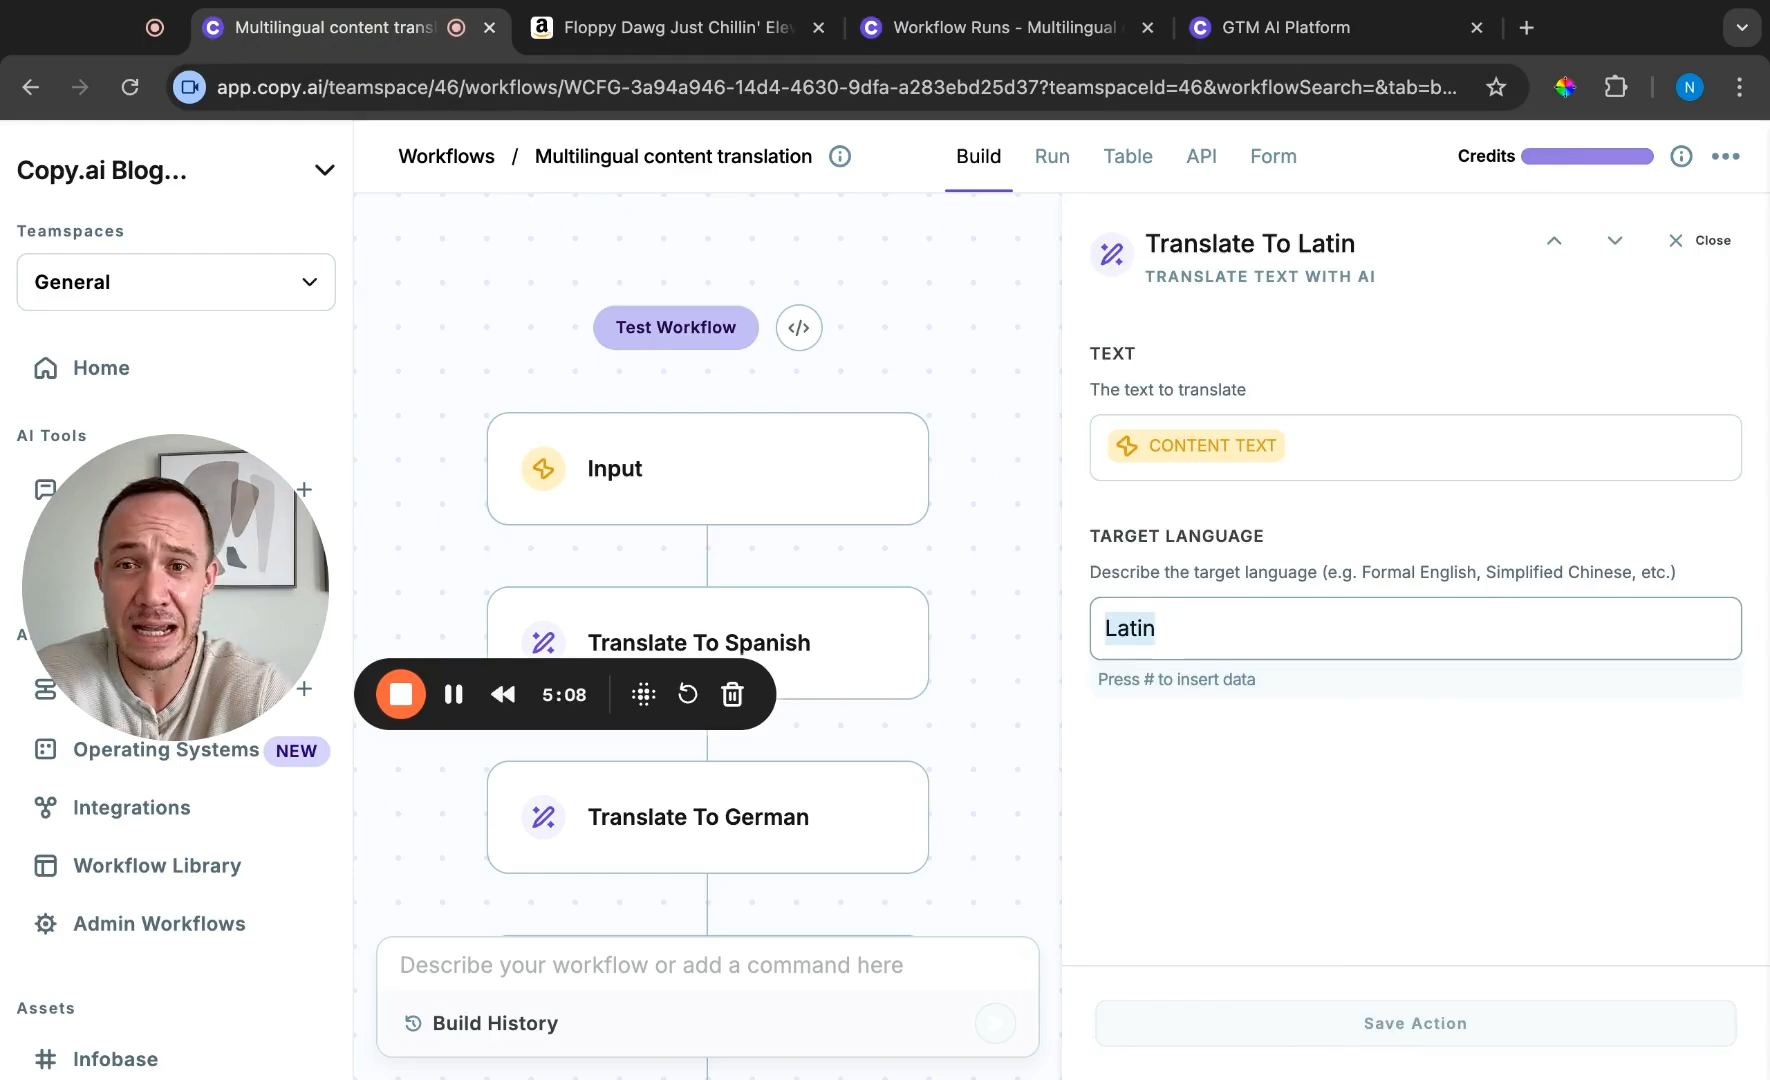 Multilingual content transl
Floppy Dawg Just Chillin' Ele
Workflow Runs - Multilingual
GTM AI Platform
app.copy.ai/teamspace/46/workflows/WCFG-3a94a946-14d4-4630-9dfa-a283ebd25d37?teamspaceId=46&workflowSearch=&tab=b...
N
Copy.ai Blog...
Workflows / Multilingual content translation
Build
Run
Table
API
Form
Credits
Teamspaces
General
Home
AI Tools
A
Operating Systems NEW
Integrations
Workflow Library
Admin Workflows
Assets
Infobase
Test Workflow
</>
Input
Translate To Spanish
5:08
Translate To German
Describe your workflow or add a command here
Build History
Translate To Latin
TRANSLATE TEXT WITH AI
Close
TEXT
The text to translate
CONTENT TEXT
TARGET LANGUAGE
Describe the target language (e.g. Formal English, Simplified Chinese, etc.)
Latin
Press # to insert data
Save Action